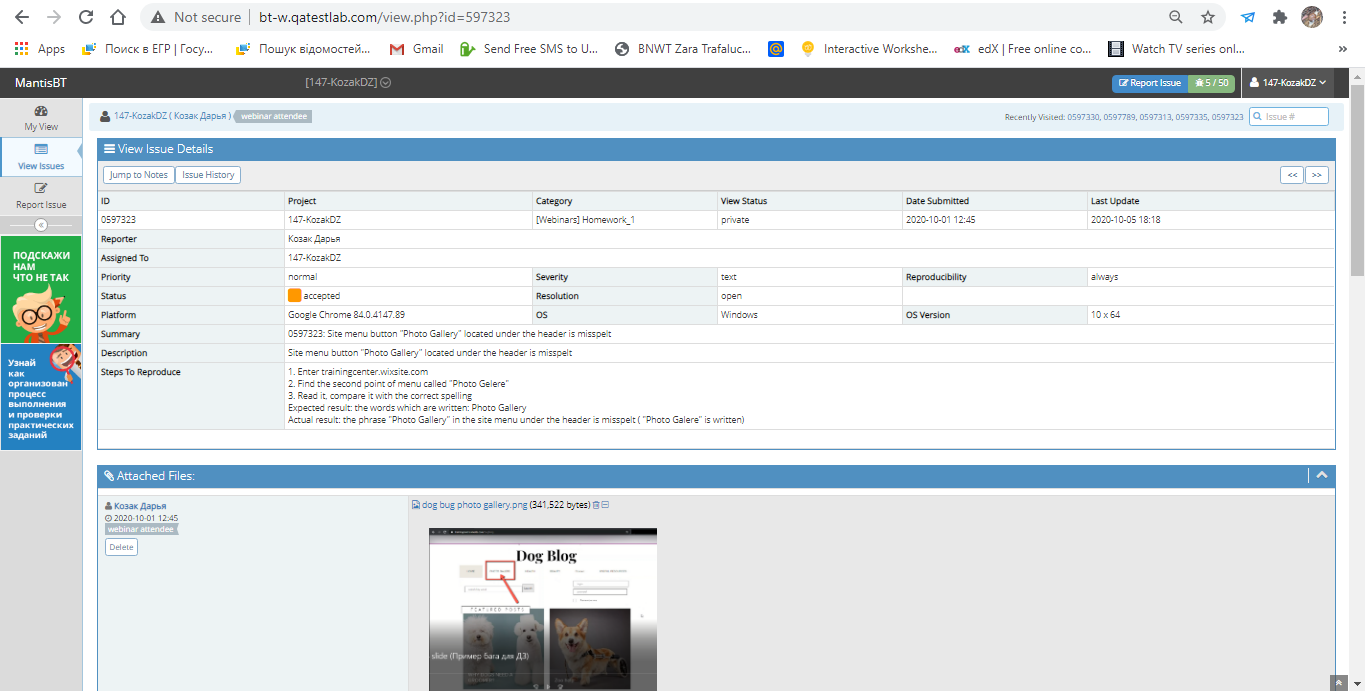 Not secure | bt-w.qatestlab.com/view.php?id=597323
Apps Поиск в ЕГР | Госу... Пошук відомостей... Gmail Send Free SMS to U... BNWT Zara Trafaluc... Interactive Workshe... edX | Free online co... Watch TV series onl... »
MantisBT [147-KozakDZ] Report Issue 5 / 50 147-KozakDZ
My View
View Issues
Report Issue
ПОДСКАЖИ
НАМ
ЧТО НЕ ТАК
Узнай
как
организован
процесс
выполнения
и проверки
практических
заданий
147-KozakDZ ( Козак Дарья ) webinar attendee Recently Visited: 0597330, 0597789, 0597313, 0597335, 0597323 Issue #
View Issue Details
Jump to Notes Issue History << >>
ID Project Category View Status Date Submitted Last Update
0597323 147-KozakDZ [Webinars] Homework_1 private 2020-10-01 12:45 2020-10-05 18:18
Reporter Козак Дарья
Assigned To 147-KozakDZ
Priority normal Severity text Reproducibility always
Status accepted Resolution open
Platform Google Chrome 84.0.4147.89 OS Windows OS Version 10 x 64
Summary 0597323: Site menu button "Photo Gallery" located under the header is misspelt
Description Site menu button "Photo Gallery" located under the header is misspelt
Steps To Reproduce 1. Enter trainingcenter.wixsite.com
2. Find the second point of menu called "Photo Gelere"
3. Read it, compare it with the correct spelling
Expected result: the words which are written: Photo Gallery
Actual result: the phrase "Photo Gallery" in the site menu under the header is misspelt ( "Photo Galere" is written)
Attached Files:
Козак Дарья
2020-10-01 12:45
webinar attendee
Delete
dog bug photo gallery.png (341,522 bytes)
Dog Blog
FEATURED POSTS
slide (Пример бага для ДЗ)